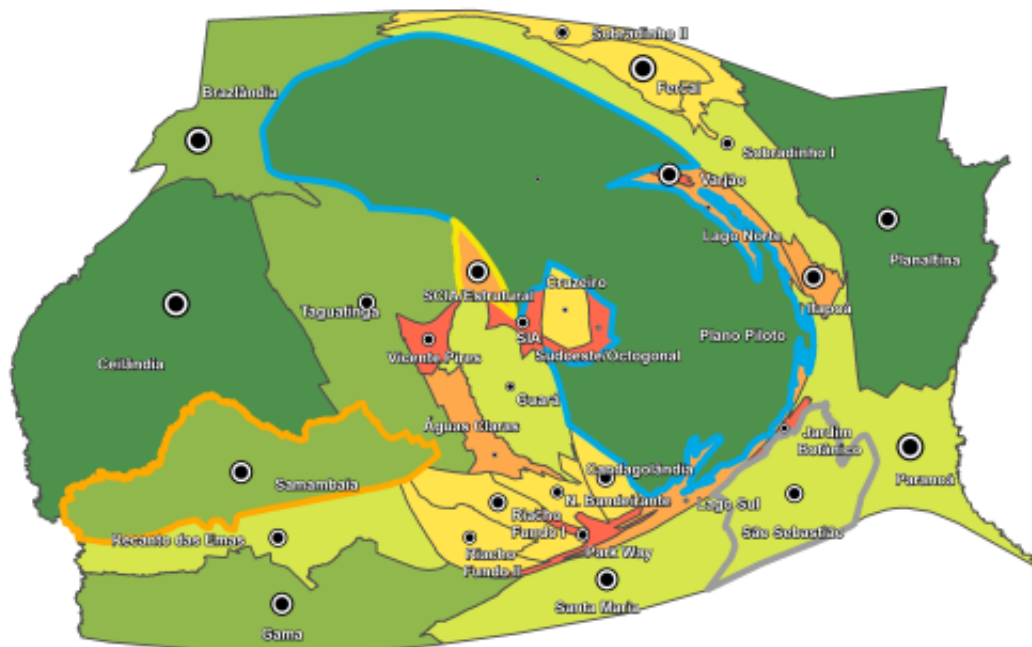 Sobradinho II
Fercal
Brazlândia
Sobradinho I
Varjão
Lago Norte
Planaltina
Cruzeiro
SCIA/Estrutural
Itapoã
Taguatinga
SIA
Plano Piloto
Vicente Pires
Sudoeste/Octogonal
Ceilândia
Guará
Águas Claras
Jardim
Botânico
Candagolândia
Paranoá
Samambaia
N. Bandeirante
Lago Sul
Riacho
Fundo I
São Sebastião
Recanto das Emas
Park Way
Riacho
Fundo II
Santa Maria
Gama